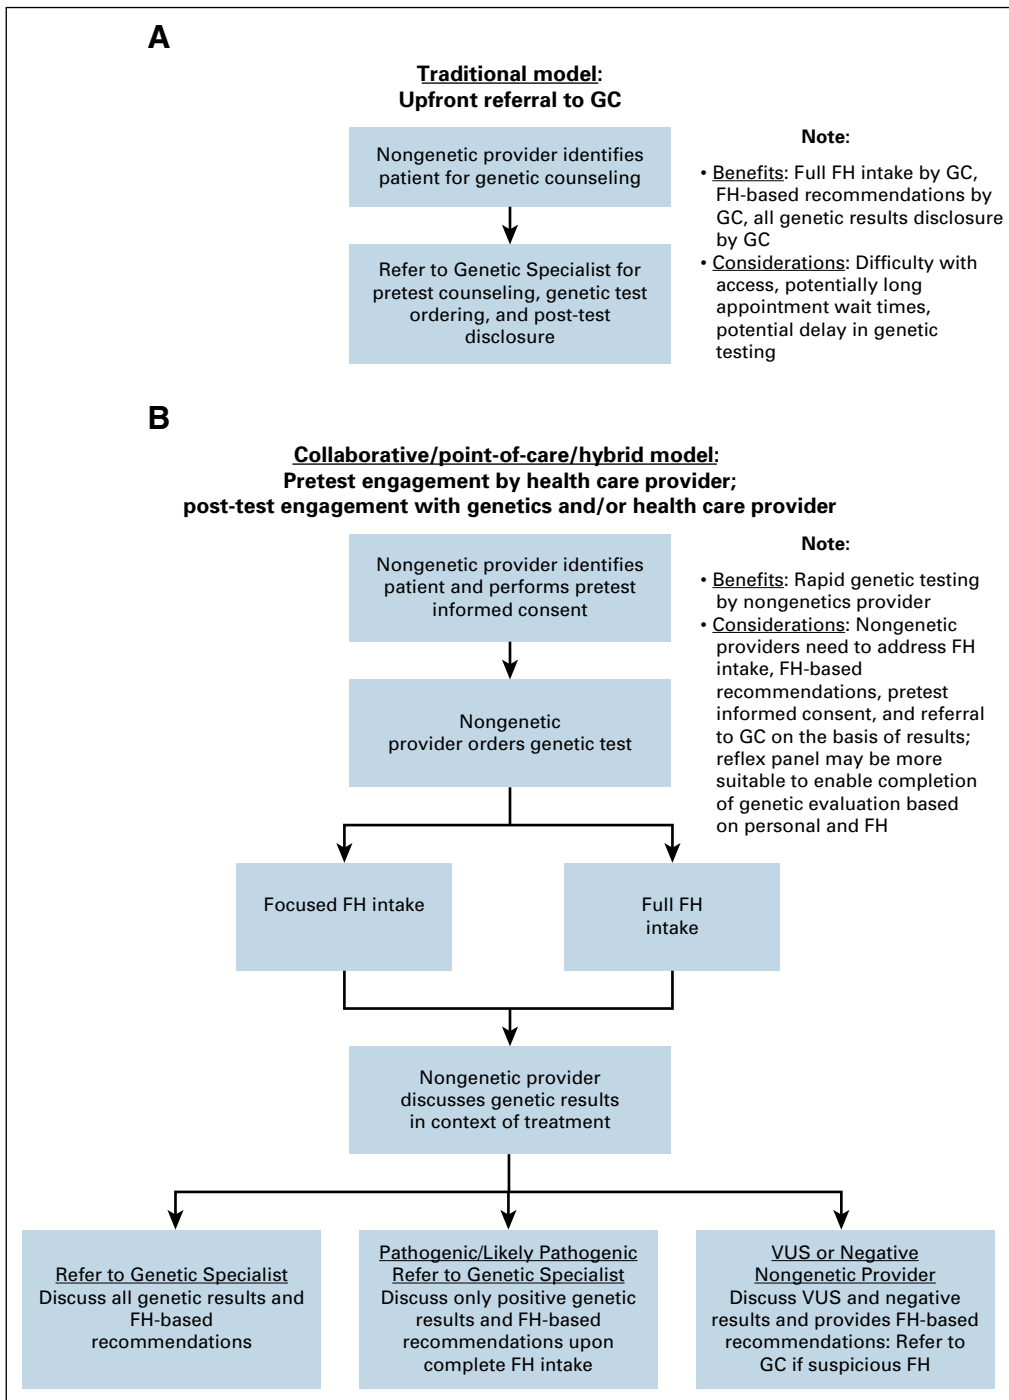 A
Traditional model:
Upfront referral to GC
Nongenetic provider identifies
patient for genetic counseling
Refer to Genetic Specialist for
pretest counseling, genetic test
ordering, and post-test
disclosure
Note:
• Benefits: Full FH intake by GC,
FH-based recommendations by
GC, all genetic results disclosure
by GC
• Considerations: Difficulty with
access, potentially long
appointment wait times,
potential delay in genetic
testing
B
Collaborative/point-of-care/hybrid model:
Pretest engagement by health care provider;
post-test engagement with genetics and/or health care provider
Nongenetic provider identifies
patient and performs pretest
informed consent
Nongenetic
provider orders genetic test
Note:
• Benefits: Rapid genetic testing
by nongenetics provider
• Considerations: Nongenetic
providers need to address FH
intake, FH-based
recommendations, pretest
informed consent, and referral
to GC on the basis of results;
reflex panel may be more
suitable to enable completion
of genetic evaluation based
on personal and FH
Focused FH intake
Full FH
intake
Nongenetic provider
discusses genetic results
in context of treatment
Refer to Genetic Specialist
Discuss all genetic results and
FH-based
recommendations
Pathogenic/Likely Pathogenic
Refer to Genetic Specialist
Discuss only positive genetic
results and FH-based
recommendations upon
complete FH intake
VUS or Negative
Nongenetic Provider
Discuss VUS and negative
results and provides FH-based
recommendations: Refer to
GC if suspicious FH